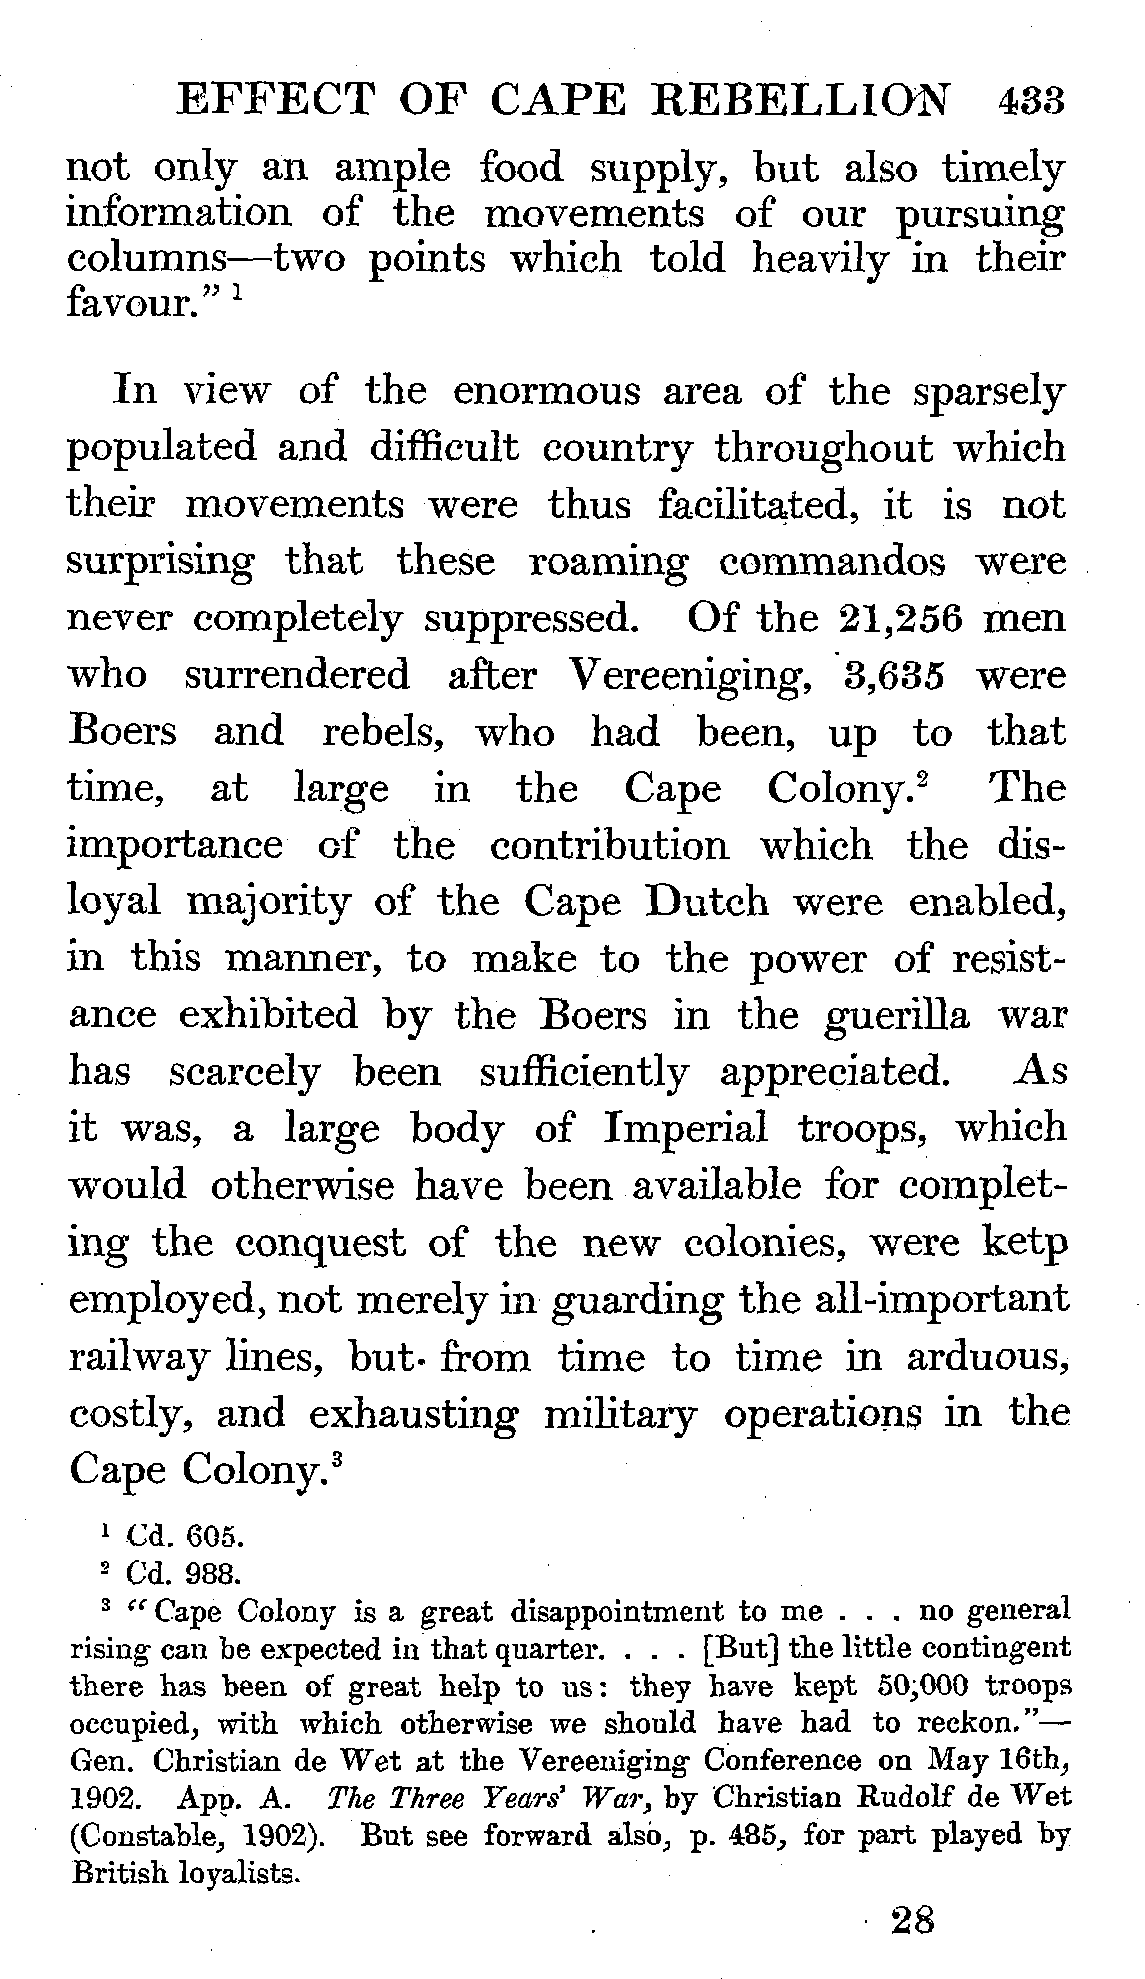 EFFECT OF CAPE REBELLION 433
not only an ample food supply, but also timely
information of the movements of our pursuing
columns—two points which told heavily in their
favour.” ¹
In view of the enormous area of the sparsely
populated and difficult country throughout which
their movements were thus facilitated, it is not
surprising that these roaming commandos were
never completely suppressed. Of the 21,256 men
who surrendered after Vereeniging, 3,635 were
Boers and rebels, who had been, up to that
time, at large in the Cape Colony.² The
importance of the contribution which the dis-
loyal majority of the Cape Dutch were enabled,
in this manner, to make to the power of resist-
ance exhibited by the Boers in the guerilla war
has scarcely been sufficiently appreciated. As
it was, a large body of Imperial troops, which
would otherwise have been available for complet-
ing the conquest of the new colonies, were ketp
employed, not merely in guarding the all-important
railway lines, but from time to time in arduous,
costly, and exhausting military operations in the
Cape Colony.³
¹ Cd. 605.
² Cd. 988.
³ “Cape Colony is a great disappointment to me . . . no general
rising can be expected in that quarter. . . . [But] the little contingent
there has been of great help to us: they have kept 50,000 troops
occupied, with which otherwise we should have had to reckon.”—
Gen. Christian de Wet at the Vereeniging Conference on May 16th,
1902. App. A. The Three Years’ War, by Christian Rudolf de Wet
(Constable, 1902). But see forward also, p. 485, for part played by
British loyalists.
28